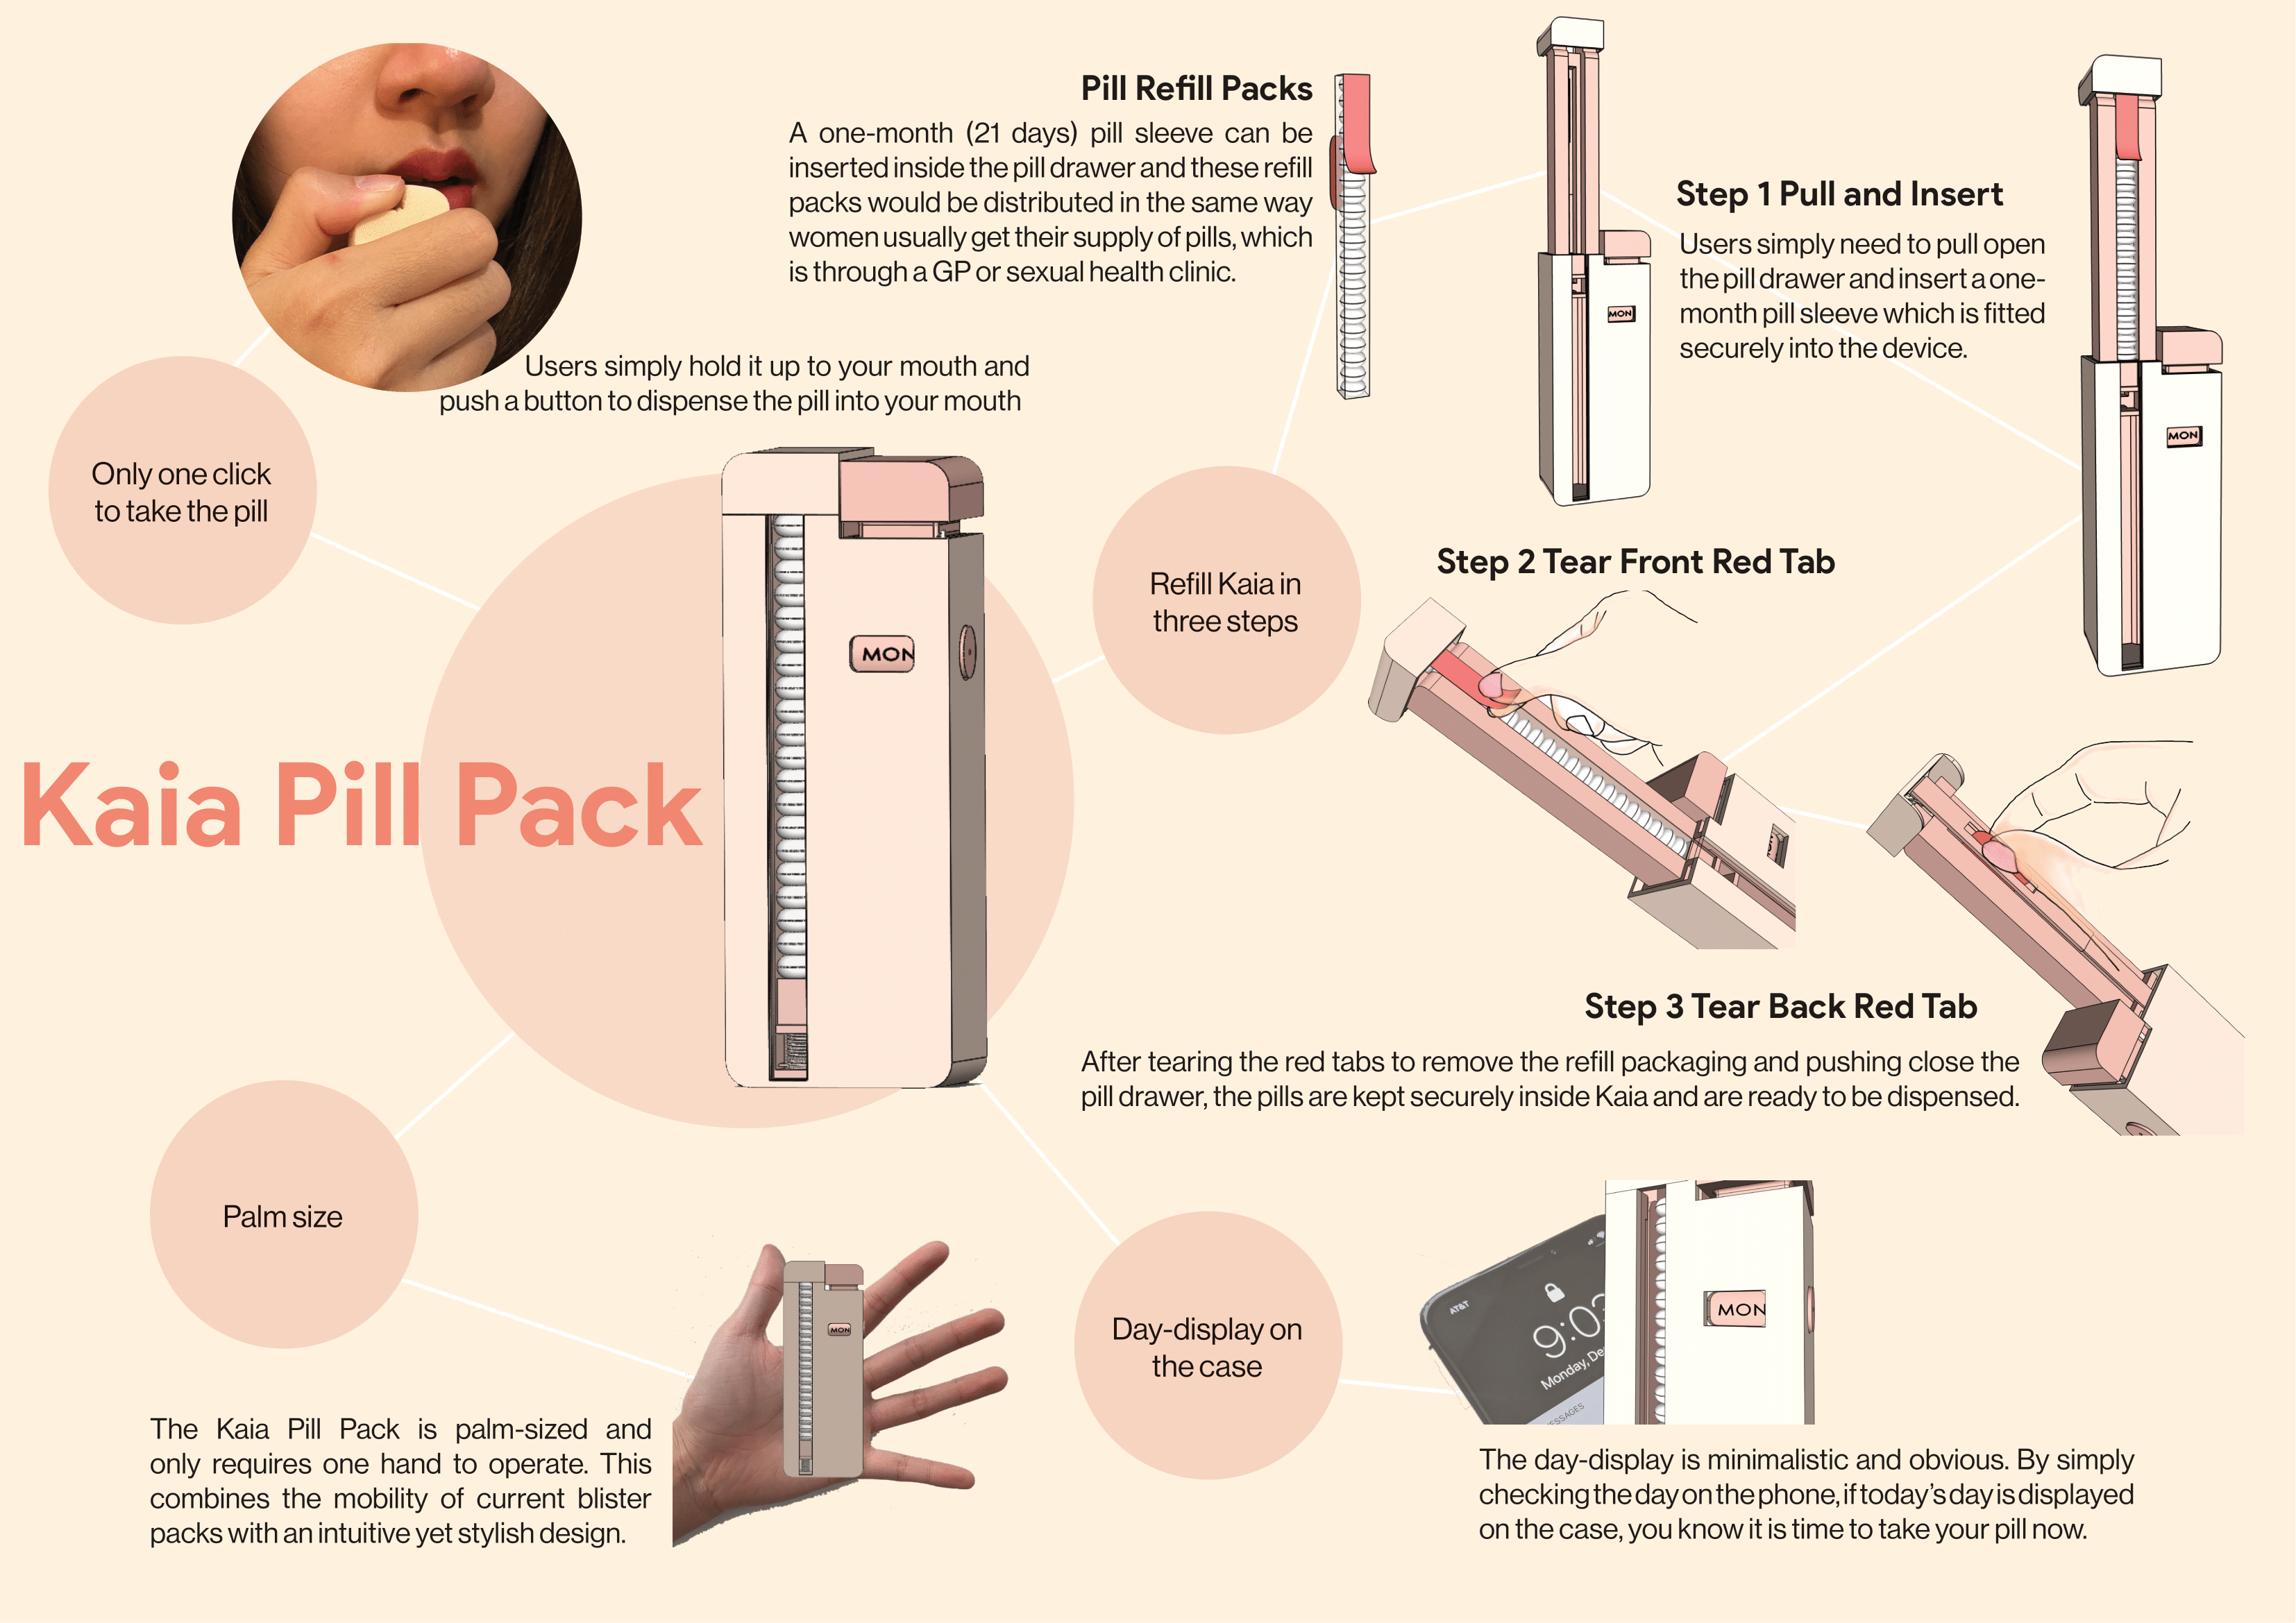 Pill Refill Packs
A one-month (21 days) pill sleeve can be
inserted inside the pill drawer and these refill
packs would be distributed in the same way
women usually get their supply of pills, which
is through a GP or sexual health clinic.
Step 1 Pull and Insert
Users simply need to pull open
the pill drawer and insert a one-
month pill sleeve which is fitted
securely into the device.
MON
MON
Users simply hold it up to your mouth and
push a button to dispense the pill into your mouth
Only one click
to take the pill
MON
Refill Kaia in
three steps
Step 2 Tear Front Red Tab
Kaia Pill Pack
Step 3 Tear Back Red Tab
After tearing the red tabs to remove the refill packaging and pushing close the
pill drawer, the pills are kept securely inside Kaia and are ready to be dispensed.
Palm size
MON
The Kaia Pill Pack is palm-sized and
only requires one hand to operate. This
combines the mobility of current blister
packs with an intuitive yet stylish design.
Day-display on
the case
AT&T
9:03
Monday, De
ESSAGES
MON
The day-display is minimalistic and obvious. By simply
checking the day on the phone, if today's day is displayed
on the case, you know it is time to take your pill now.